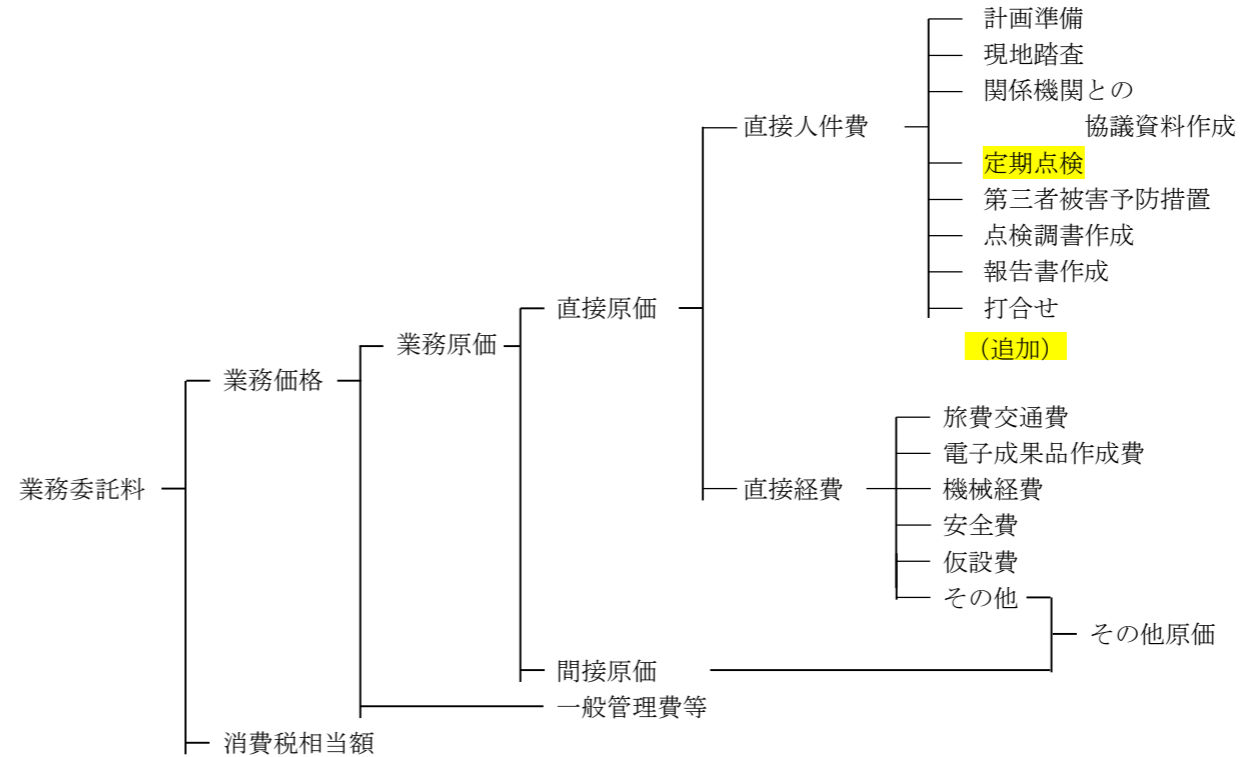 計画準備
現地踏査
関係機関との
協議資料作成
直接人件費
定期点検
第三者被害予防措置
点検調書作成
報告書作成
直接原価
打合せ
業務原価
（追加）
業務価格
旅費交通費
電子成果品作成費
業務委託料
直接経費
機械経費
安全費
仮設費
その他
その他原価
間接原価
一般管理費等
消費税相当額